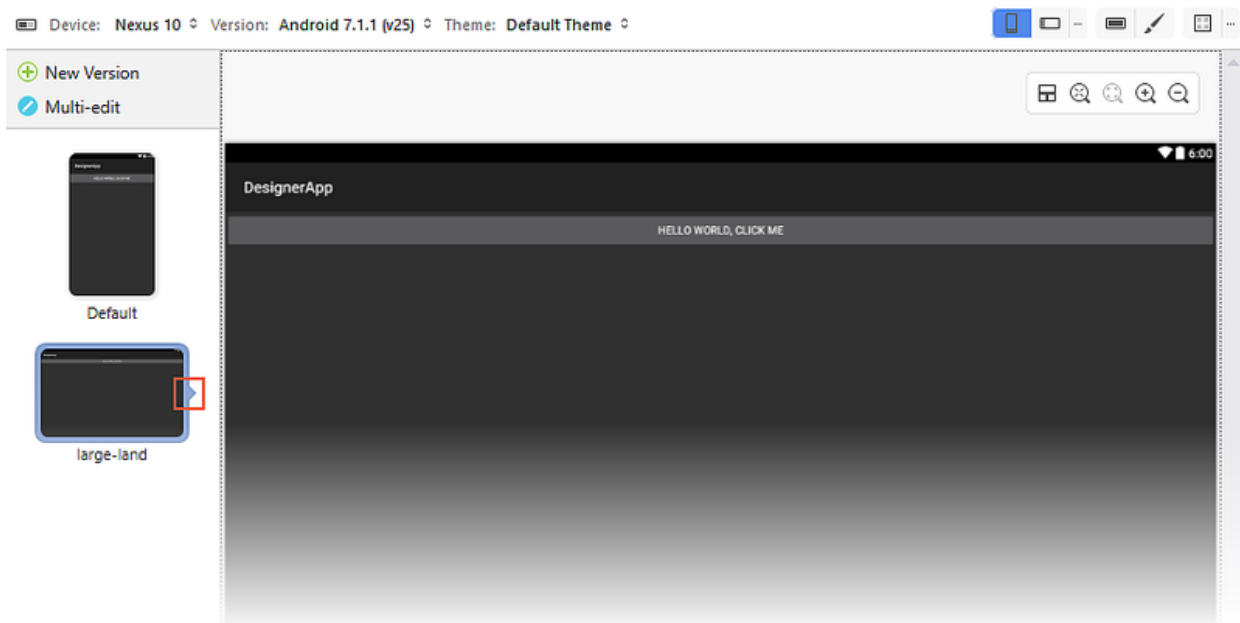 Device: Nexus 10 Version: Android 7.1.1 (v25) Theme: Default Theme
New Version
Multi-edit
Default
large-land
6:00
DesignerApp
HELLO WORLD, CLICK ME